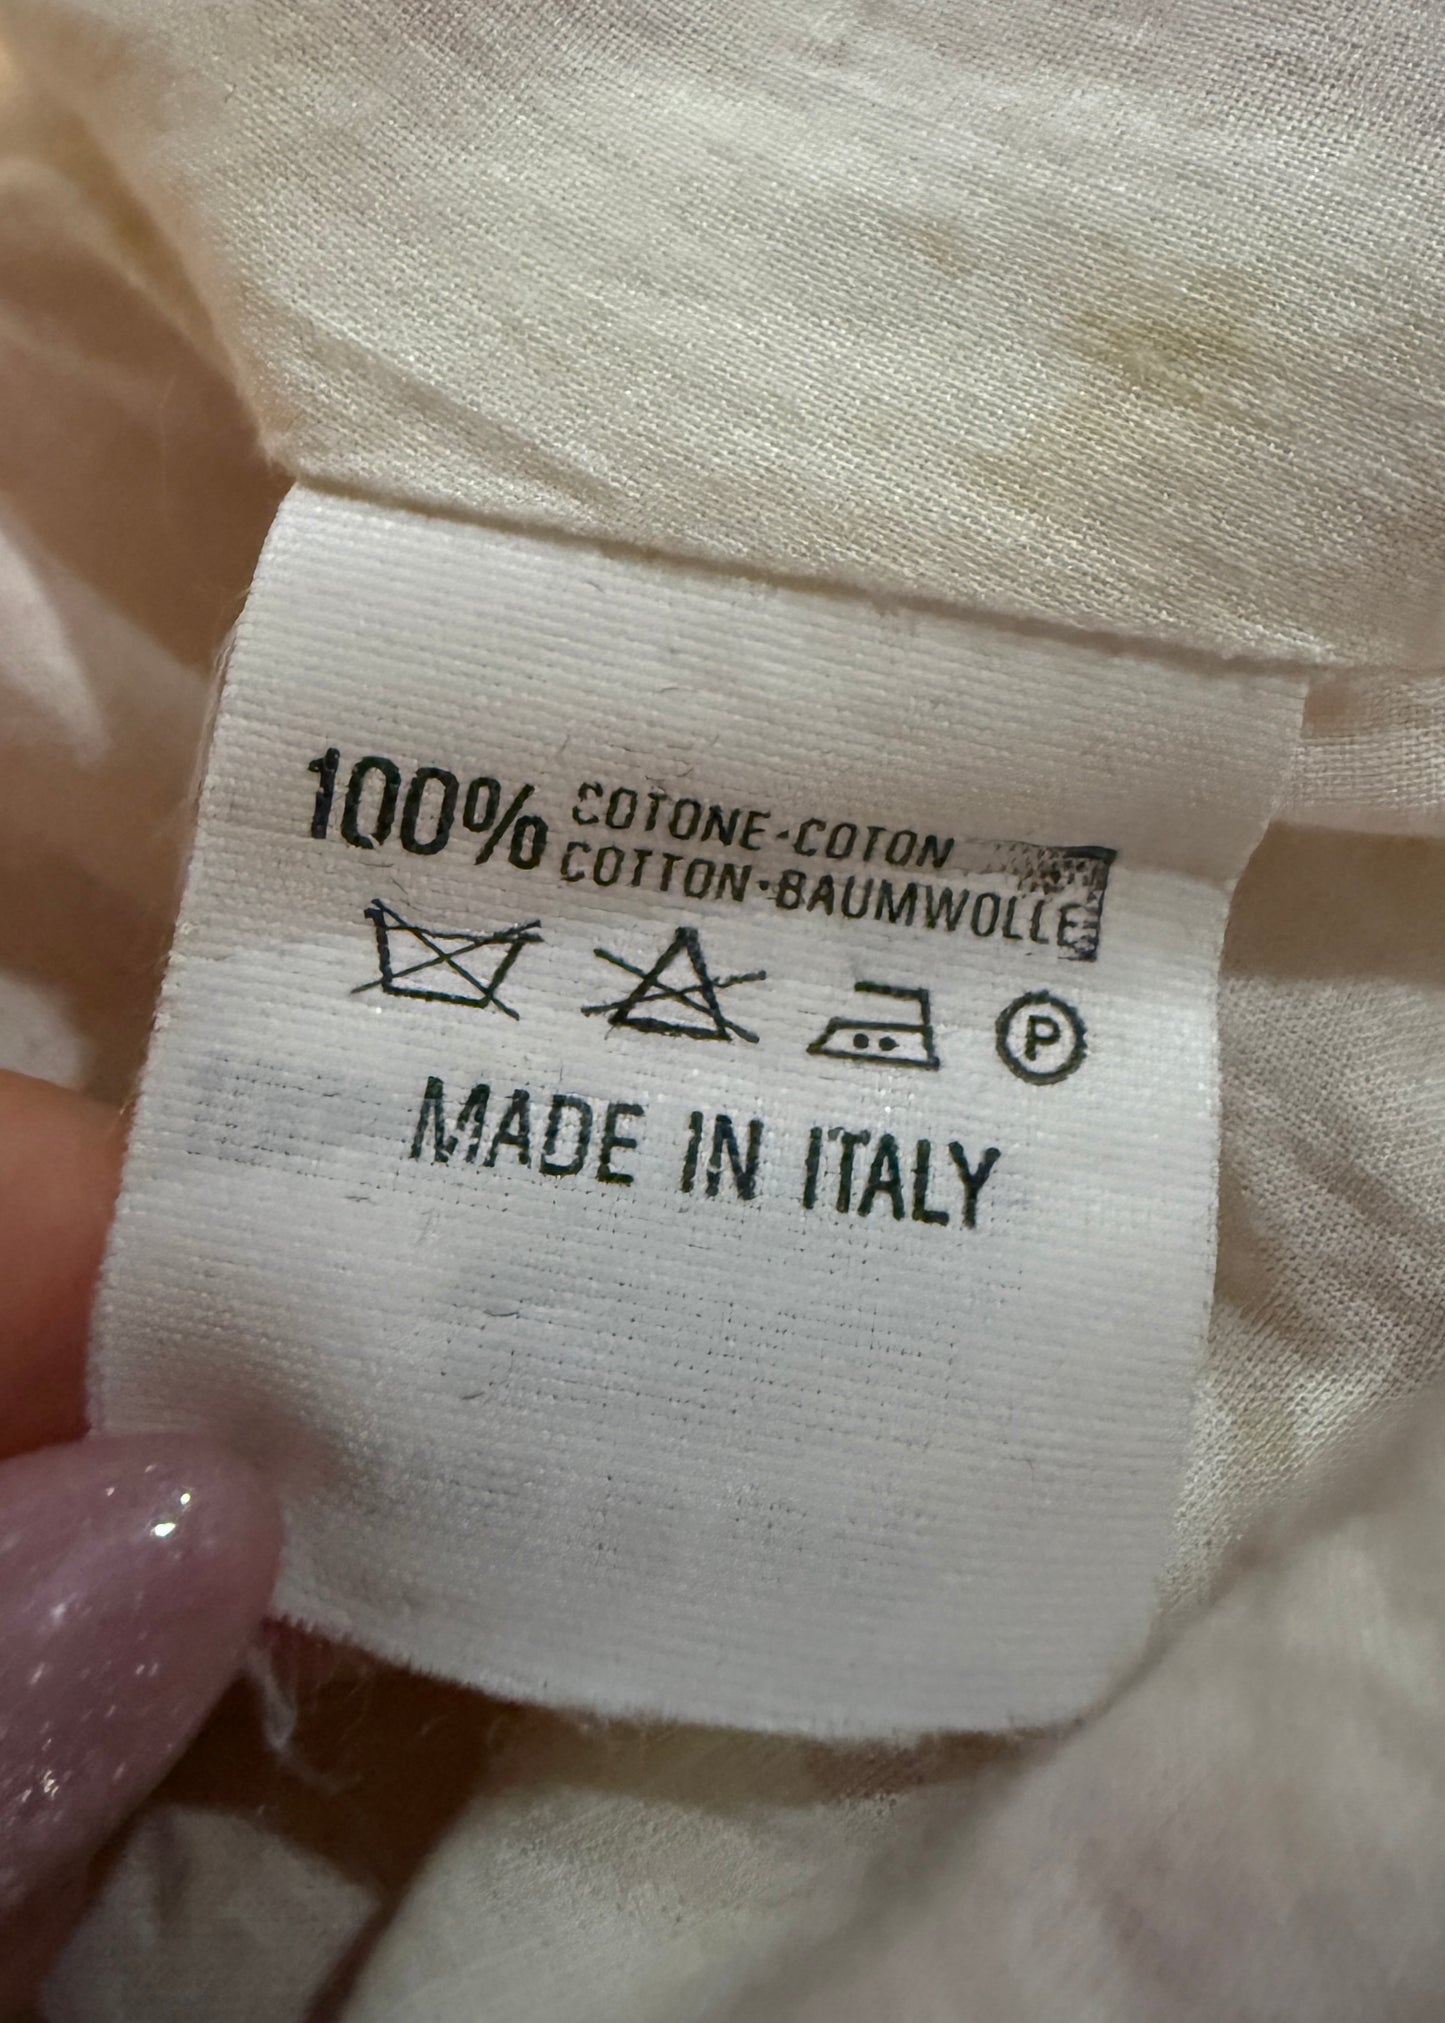 100% COTONE·COTON
COTTON·BAUMWOLLE
P
MADE IN ITALY